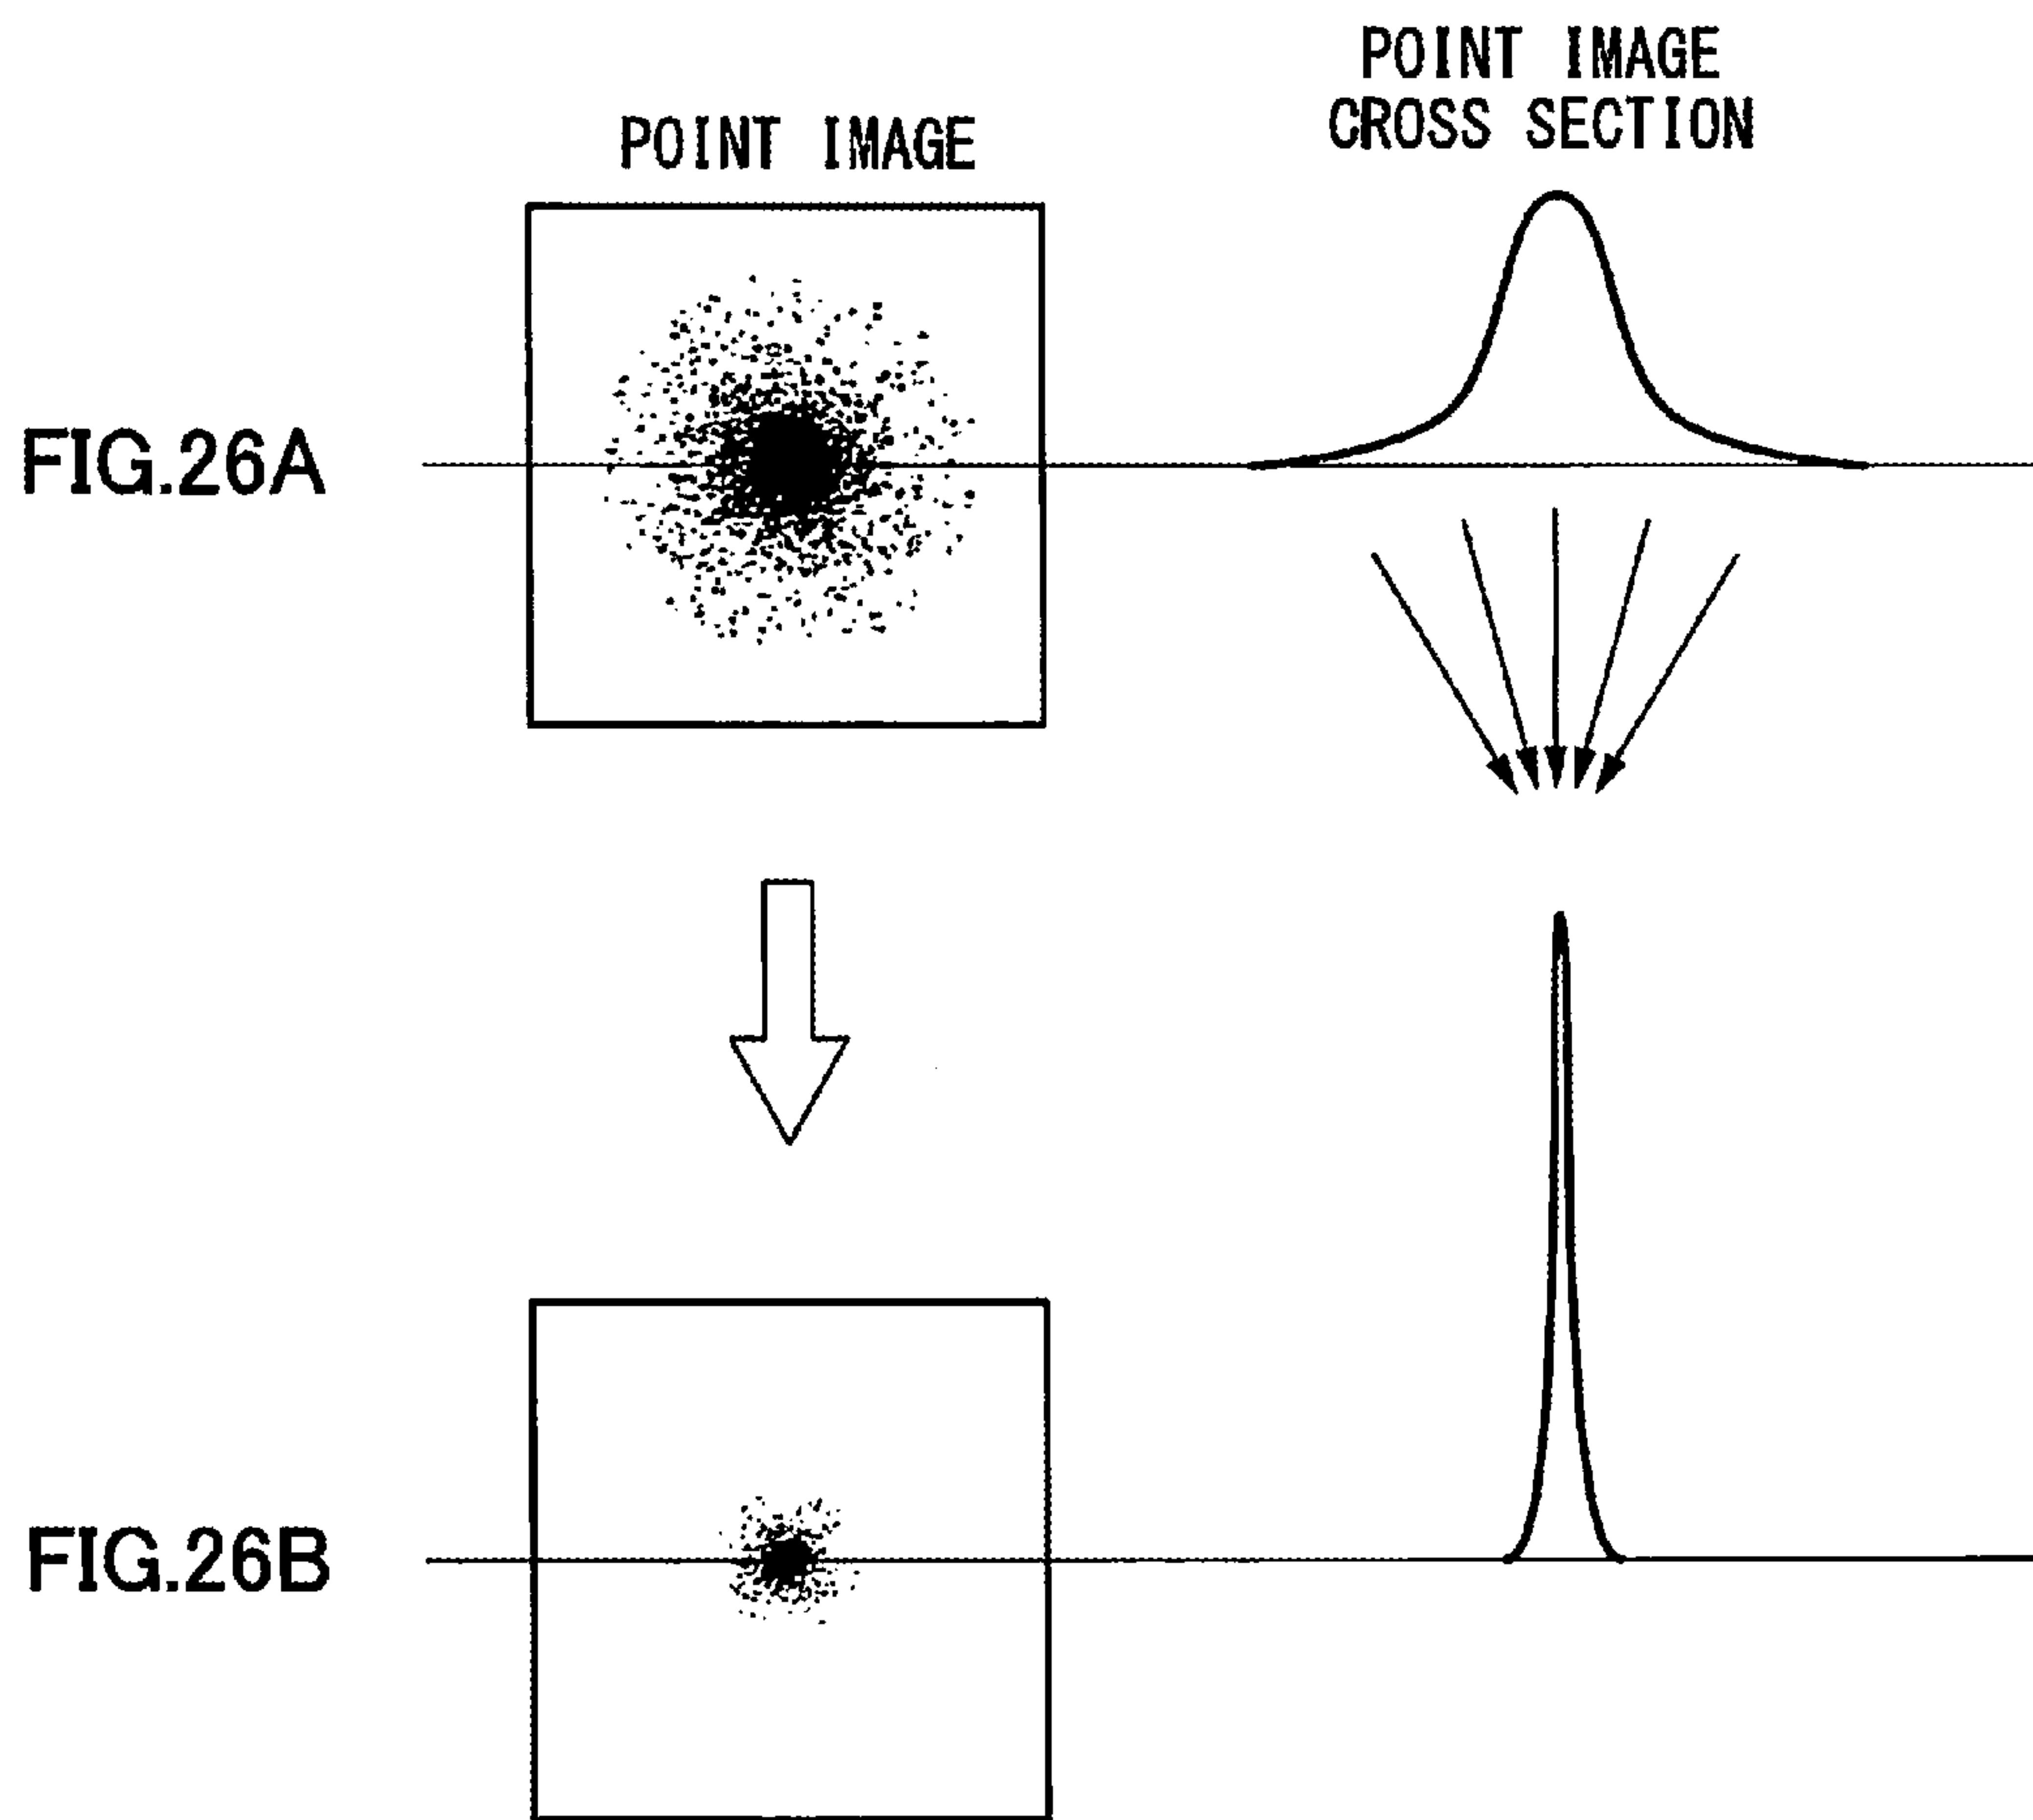 POINT IMAGE
POINT IMAGE
CROSS SECTION
FIG.26A
FIG.26B